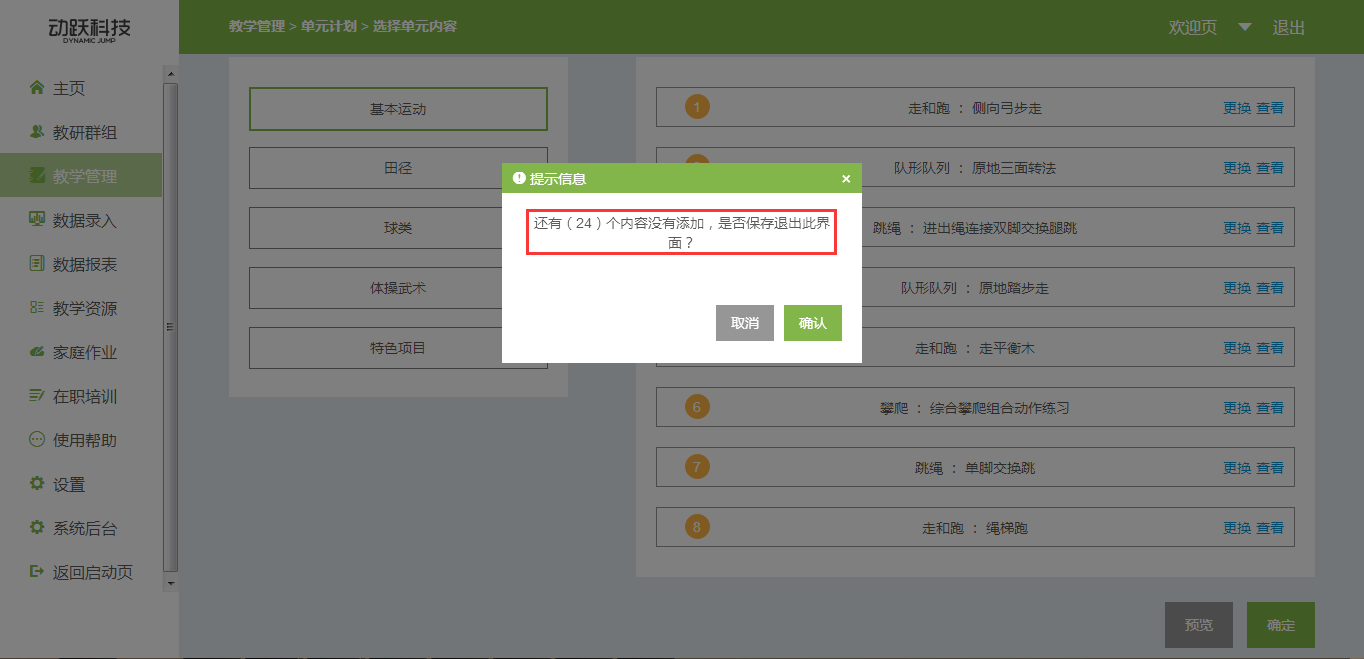 动跃科技
DYNAMIC JUMP
教学管理 > 单元计划 > 选择单元内容
欢迎页
退出
主页
教研群组
教学管理
数据录入
数据报表
教学资源
家庭作业
在职培训
使用帮助
设置
系统后台
返回启动页
基本运动
田径
球类
体操武术
特色项目
1 走和跑 ： 侧向弓步走 更换 查看
队形队列 ： 原地三面转法 更换 查看
跳绳 ： 进出绳连接双脚交换腿跳 更换 查看
队形队列 ： 原地踏步走 更换 查看
走和跑 ： 走平衡木 更换 查看
6 攀爬 ： 综合攀爬组合动作练习 更换 查看
7 跳绳 ： 单脚交换跳 更换 查看
8 走和跑 ： 绳梯跑 更换 查看
提示信息 ×
还有（24）个内容没有添加，是否保存退出此界
面？
取消 确认
预览 确定